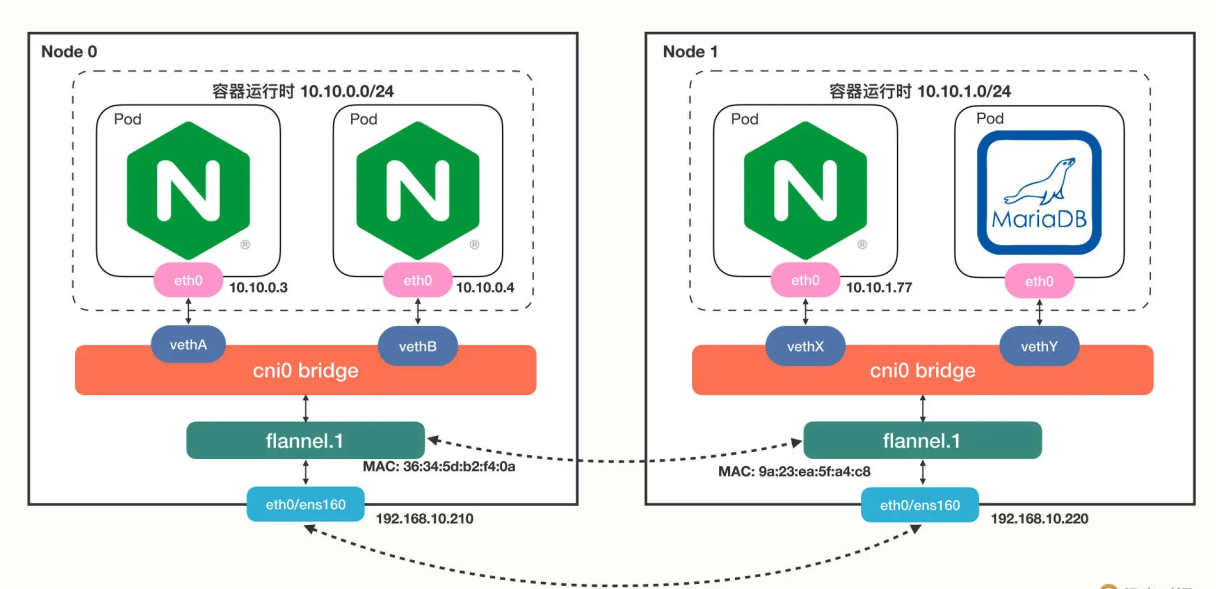 Node 0
容器运行时 10.10.0.0/24
Pod
Pod
N
N
®
®
eth0
10.10.0.3
eth0
10.10.0.4
vethA
vethB
cni0 bridge
flannel.1
MAC: 36:34:5d:b2:f4:0a
eth0/ens160
192.168.10.210
Node 1
容器运行时 10.10.1.0/24
Pod
Pod
N
®
MariaDB
eth0
10.10.1.77
eth0
vethX
vethY
cni0 bridge
flannel.1
MAC: 9a:23:ea:5f:a4:c8
eth0/ens160
192.168.10.220